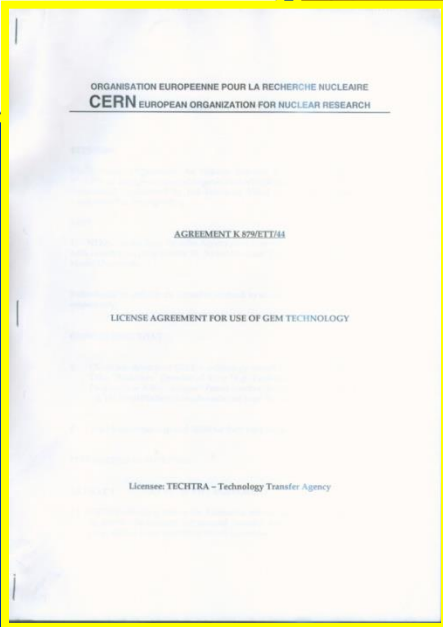 ORGANISATION EUROPEENNE POUR LA RECHERCHE NUCLEAIRE
CERN EUROPEAN ORGANIZATION FOR NUCLEAR RESEARCH
AGREEMENT K 879/ETT/44
LICENSE AGREEMENT FOR USE OF GEM TECHNOLOGY
Licensee: TECHTRA – Technology Transfer Agency